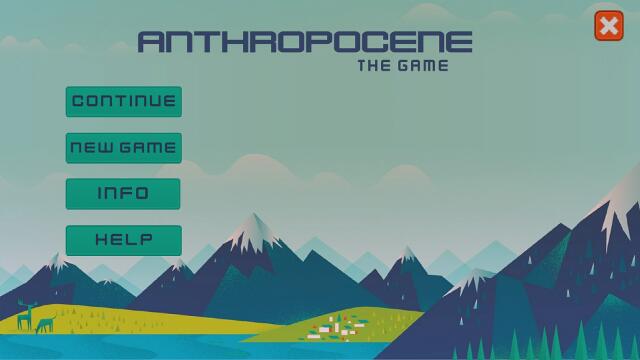 ANTHROPOCENE
THE GAME
CONTINUE
NEW GAME
INFO
HELP